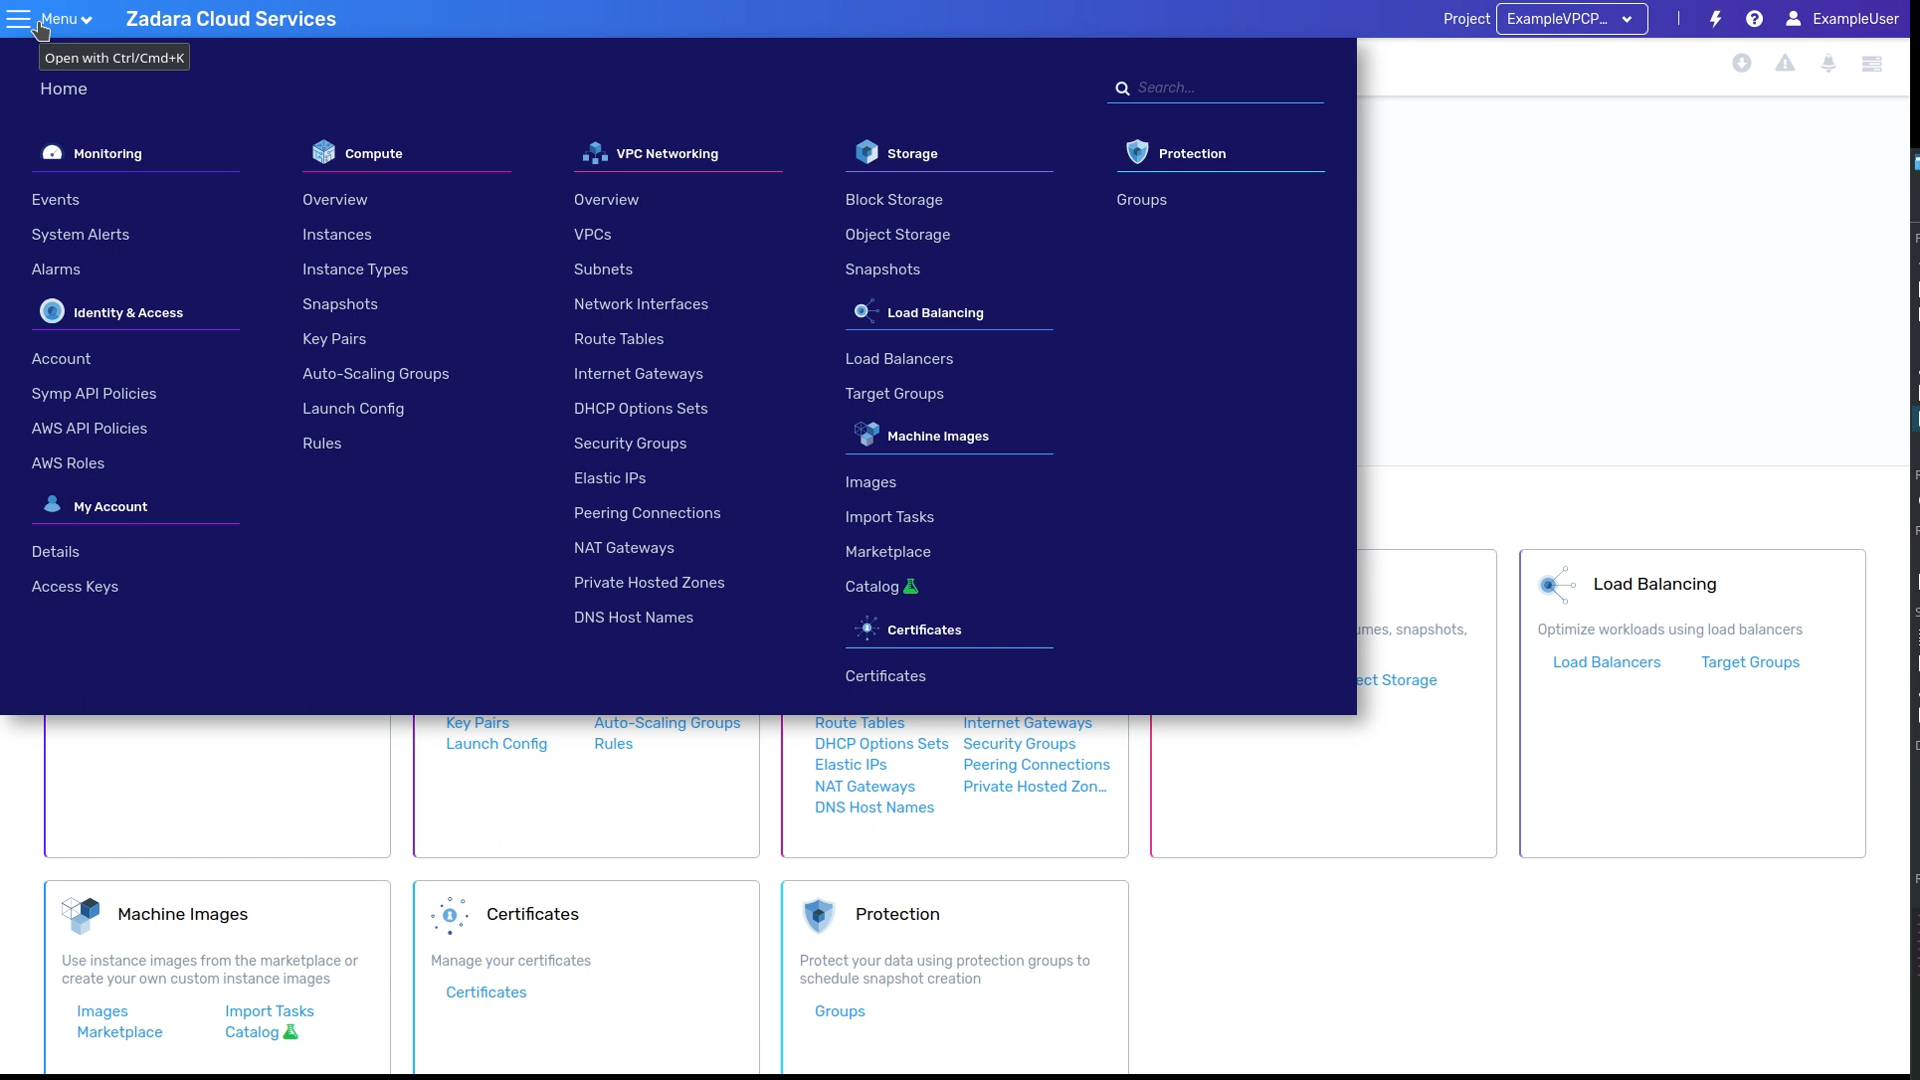 Menu
Zadara Cloud Services
Project
ExampleVPCP...
ExampleUser
Open with Ctrl/Cmd+K
Home
Search...
Monitoring
Events
System Alerts
Alarms
Identity & Access
Account
Symp API Policies
AWS API Policies
AWS Roles
My Account
Details
Access Keys
Compute
Overview
Instances
Instance Types
Snapshots
Key Pairs
Auto-Scaling Groups
Launch Config
Rules
VPC Networking
Overview
VPCs
Subnets
Network Interfaces
Route Tables
Internet Gateways
DHCP Options Sets
Security Groups
Elastic IPs
Peering Connections
NAT Gateways
Private Hosted Zones
DNS Host Names
Storage
Block Storage
Object Storage
Snapshots
Load Balancing
Load Balancers
Target Groups
Machine Images
Images
Import Tasks
Marketplace
Catalog
Certificates
Certificates
Protection
Groups
Key Pairs
Auto-Scaling Groups
Launch Config
Rules
Route Tables
Internet Gateways
DHCP Options Sets
Security Groups
Elastic IPs
Peering Connections
NAT Gateways
Private Hosted Zon...
DNS Host Names
umes, snapshots,
ect Storage
Load Balancing
Optimize workloads using load balancers
Load Balancers
Target Groups
Machine Images
Use instance images from the marketplace or
create your own custom instance images
Images
Import Tasks
Marketplace
Catalog
Certificates
Manage your certificates
Certificates
Protection
Protect your data using protection groups to
schedule snapshot creation
Groups